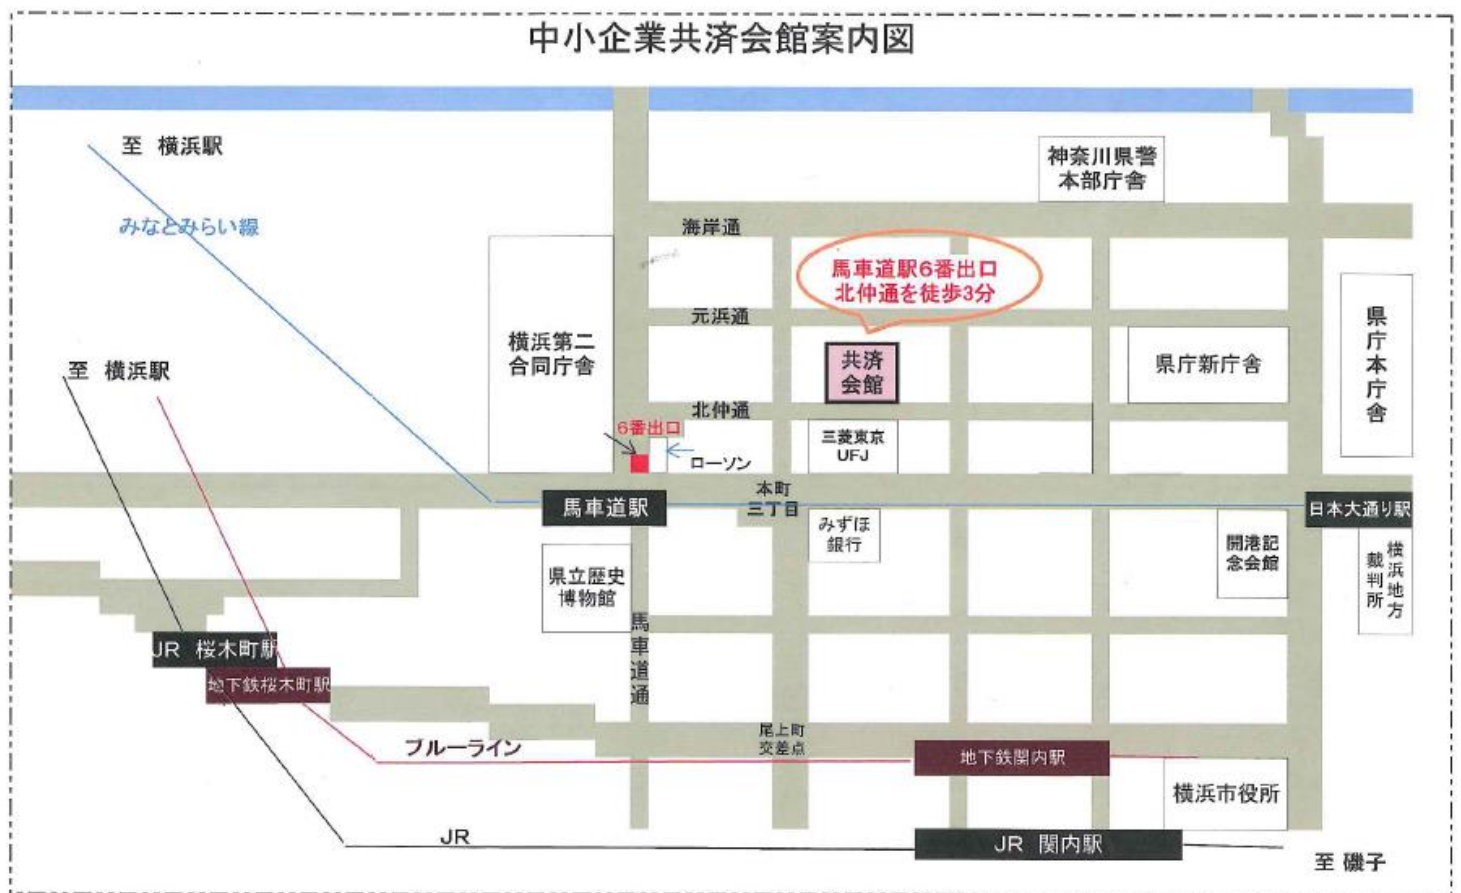 中小企業共済会館案内図
至 横浜駅
神奈川県警
本部庁舎
みなとみらい線
海岸通
馬車道駅6番出口
北仲通を徒歩3分
元浜通
横浜第二
合同庁舎
共済
会館
県庁新庁舎
県庁本庁舎
至 横浜駅
北仲通
6番出口
ローソン
三菱東京
UFJ
本町
三丁目
馬車道駅
日本大通り駅
みずほ
銀行
開港記
念会館
横浜地方
裁判所
県立歴史
博物館
馬車道通
JR 桜木町駅
地下鉄桜木町駅
ブルーライン
尾上町
交差点
地下鉄関内駅
横浜市役所
JR
JR 関内駅
至 磯子